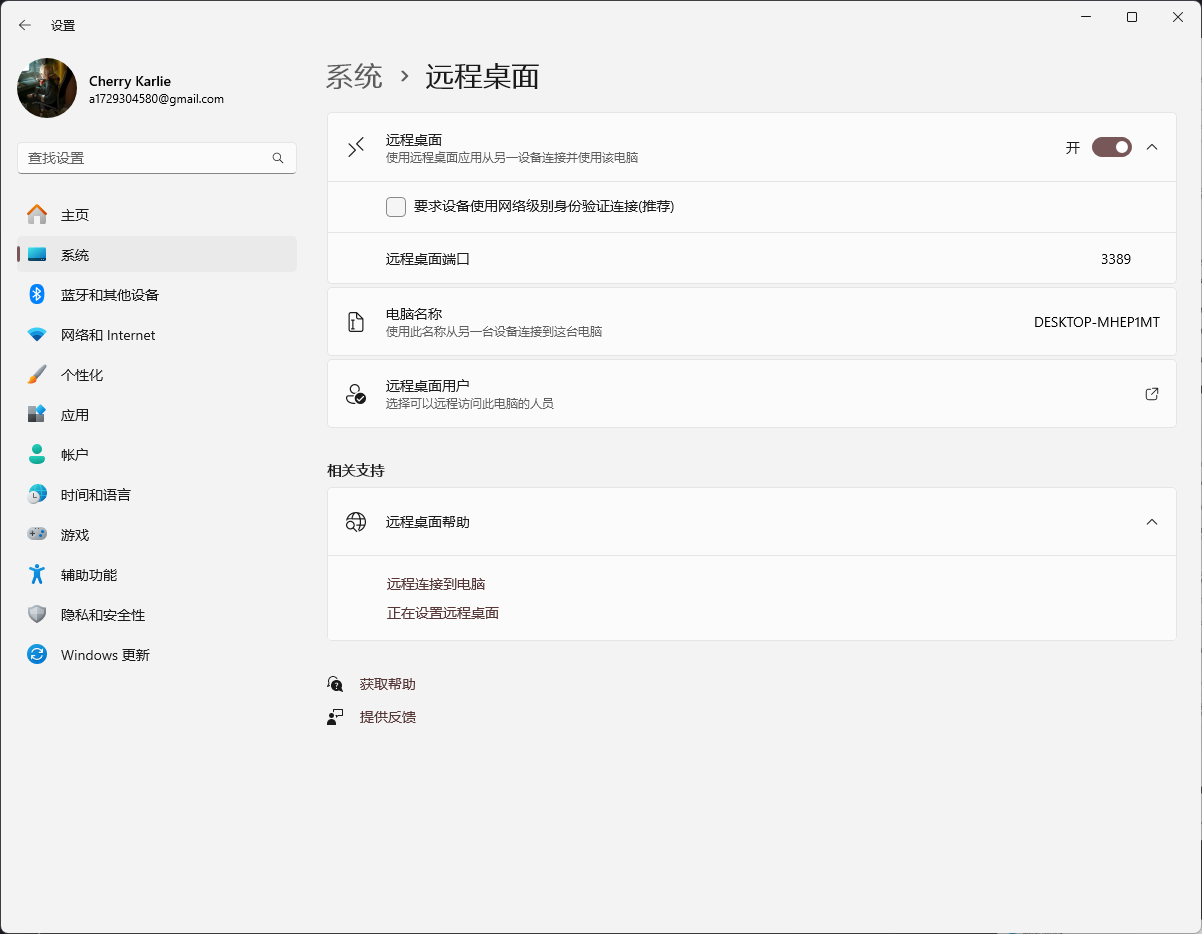 设置
Cherry Karlie
a1729304580@gmail.com
查找设置
主页
系统
蓝牙和其他设备
网络和 Internet
个性化
应用
帐户
时间和语言
游戏
辅助功能
隐私和安全性
Windows 更新
系统 › 远程桌面
远程桌面
使用远程桌面应用从另一设备连接并使用该电脑
开
要求设备使用网络级别身份验证连接(推荐)
远程桌面端口
3389
电脑名称
使用此名称从另一台设备连接到这台电脑
DESKTOP-MHEP1MT
远程桌面用户
选择可以远程访问此电脑的人员
相关支持
远程桌面帮助
远程连接到电脑
正在设置远程桌面
获取帮助
提供反馈